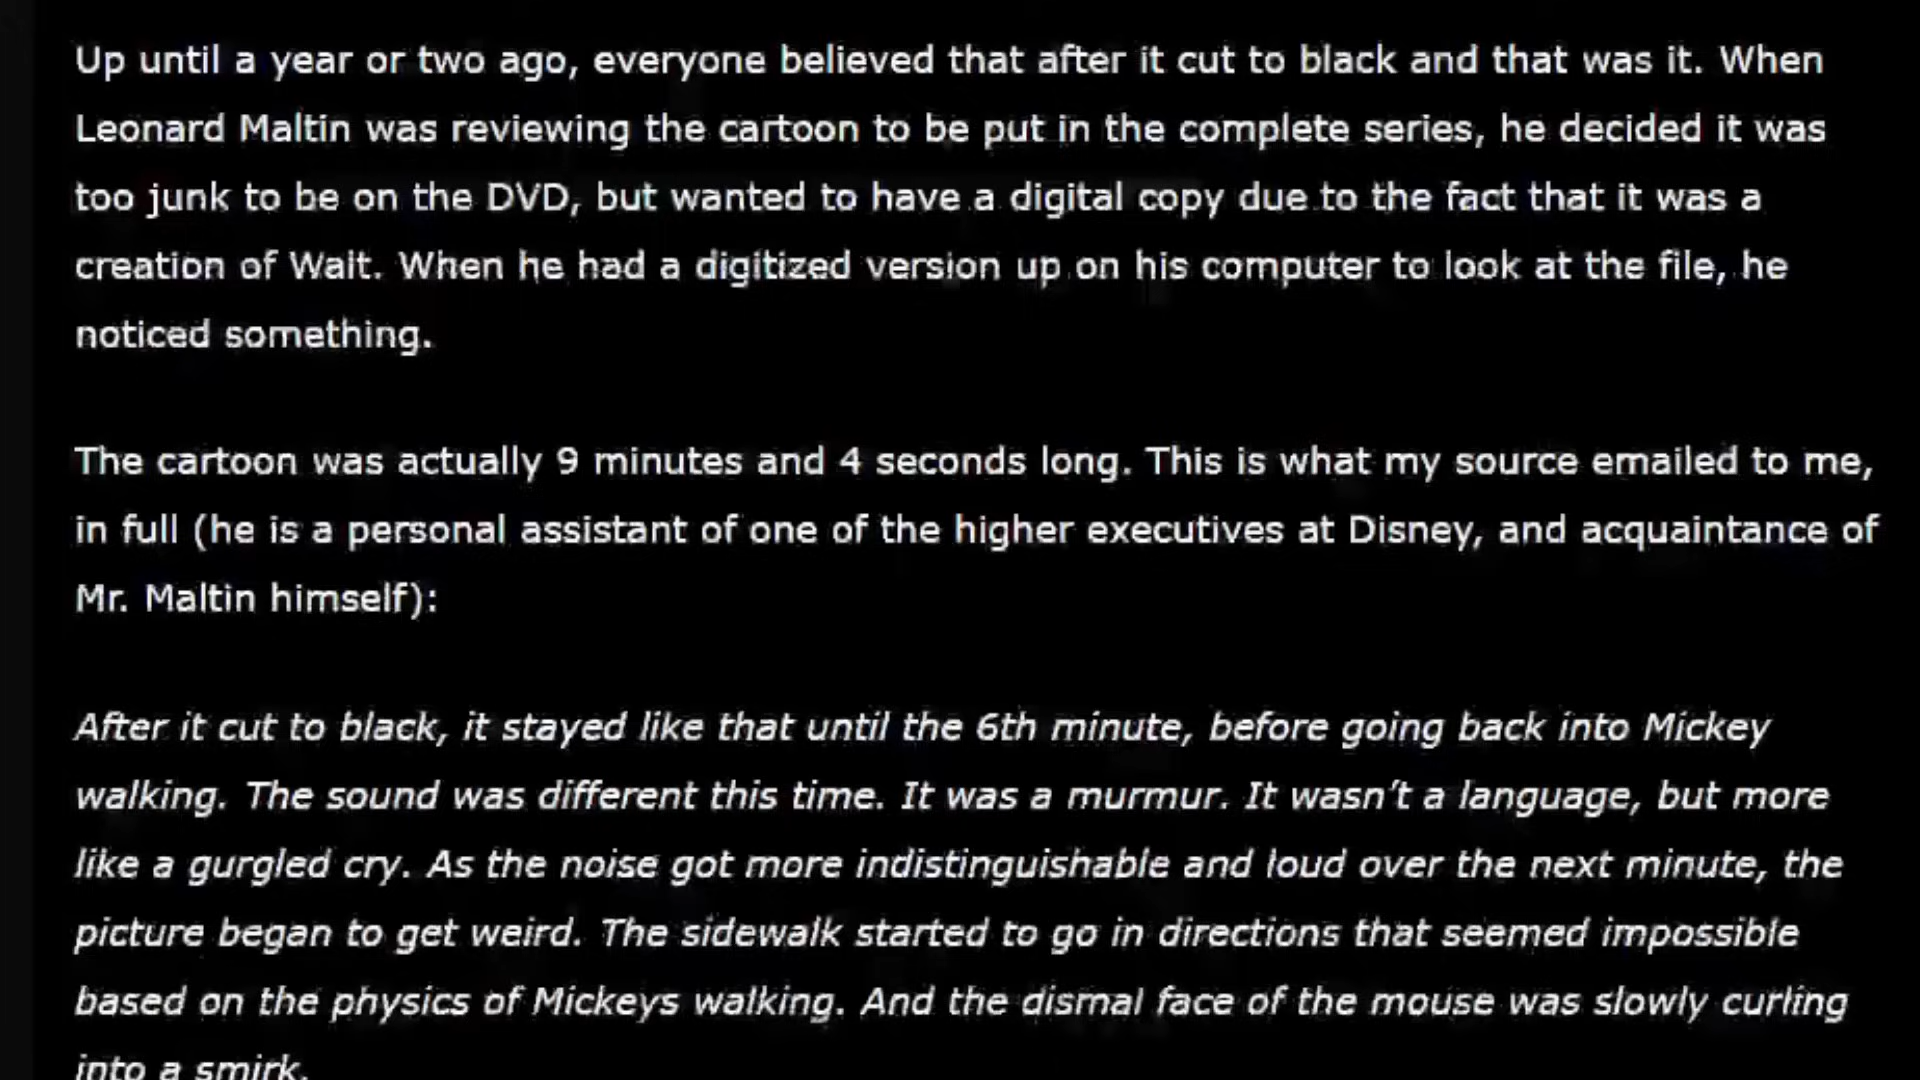 Up until a year or two ago, everyone believed that after it cut to black and that was it. When
Leonard Maltin was reviewing the cartoon to be put in the complete series, he decided it was
too junk to be on the DVD, but wanted to have a digital copy due to the fact that it was a
creation of Walt. When he had a digitized version up on his computer to look at the file, he
noticed something.
The cartoon was actually 9 minutes and 4 seconds long. This is what my source emailed to me,
in full (he is a personal assistant of one of the higher executives at Disney, and acquaintance of
Mr. Maltin himself):
After it cut to black, it stayed like that until the 6th minute, before going back into Mickey
walking. The sound was different this time. It was a murmur. It wasn't a language, but more
like a gurgled cry. As the noise got more indistinguishable and loud over the next minute, the
picture began to get weird. The sidewalk started to go in directions that seemed impossible
based on the physics of Mickeys walking. And the dismal face of the mouse was slowly curling
into a smirk.